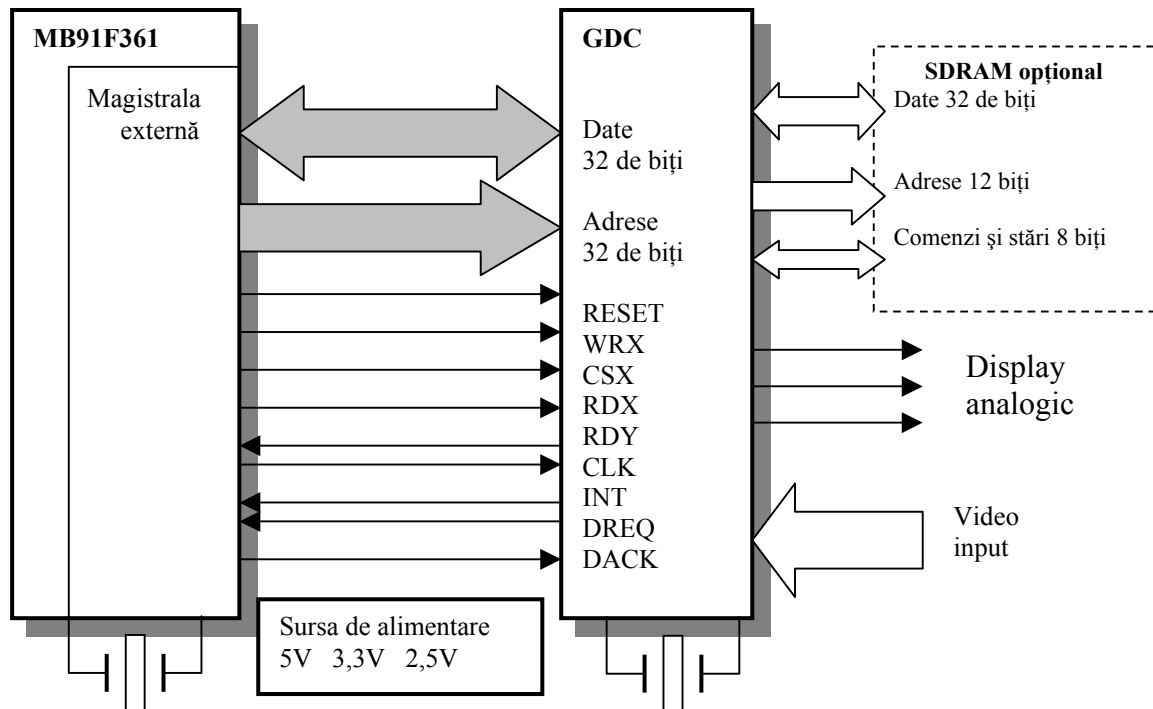 MB91F361
Magistrala
externă
GDC
Date
32 de biți
Adrese
32 de biți
RESET
WRX
CSX
RDX
RDY
CLK
INT
DREQ
DACK
SDRAM opțional
Date 32 de biți
Adrese 12 biți
Comenzi şi stări 8 biți
Display
analogic
Video
input
Sursa de alimentare
5V 3,3V 2,5V